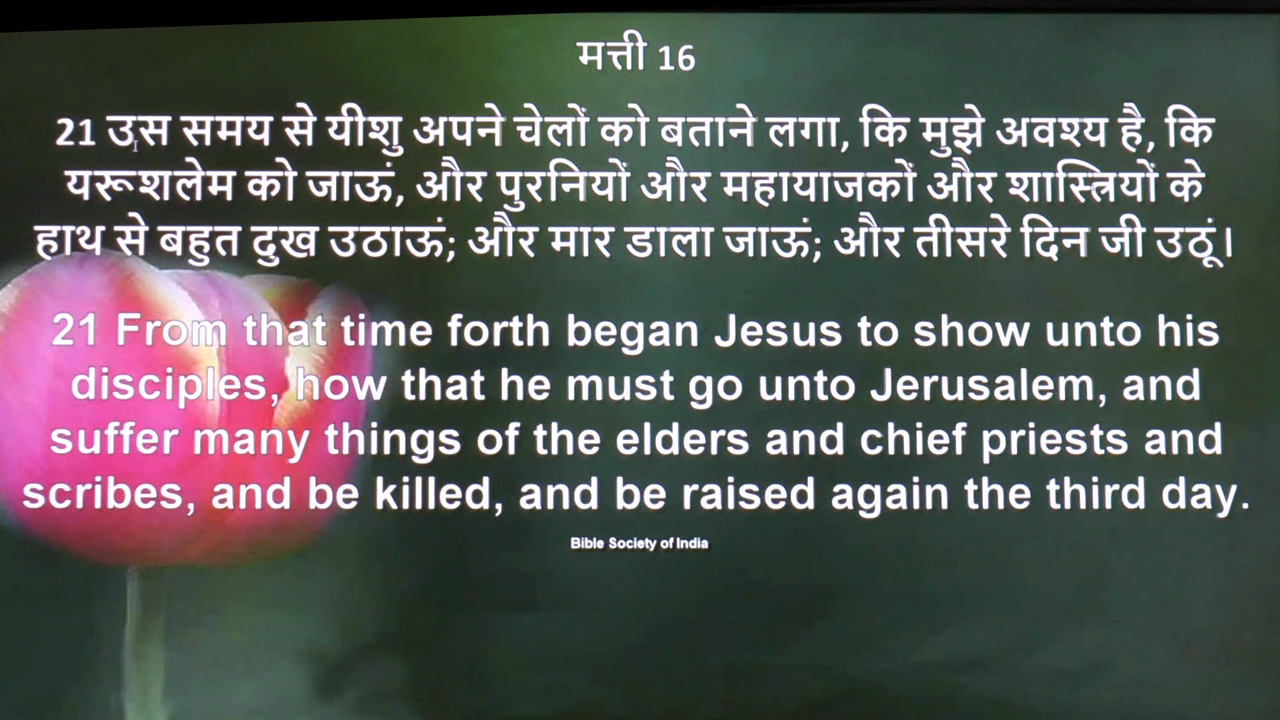 मत्ती 16
21 उस समय से यीशु अपने चेलों को बताने लगा, कि मुझे अवश्य है, कि
यरूशलेम को जाऊं, और पुरनियों और महायाजकों और शास्त्रियों के
हाथ से बहुत दुख उठाऊं; और मार डाला जाऊं; और तीसरे दिन जी उठूं।
21 From that time forth began Jesus to show unto his
disciples, how that he must go unto Jerusalem, and
suffer many things of the elders and chief priests and
scribes, and be killed, and be raised again the third day.
Bible Society of India